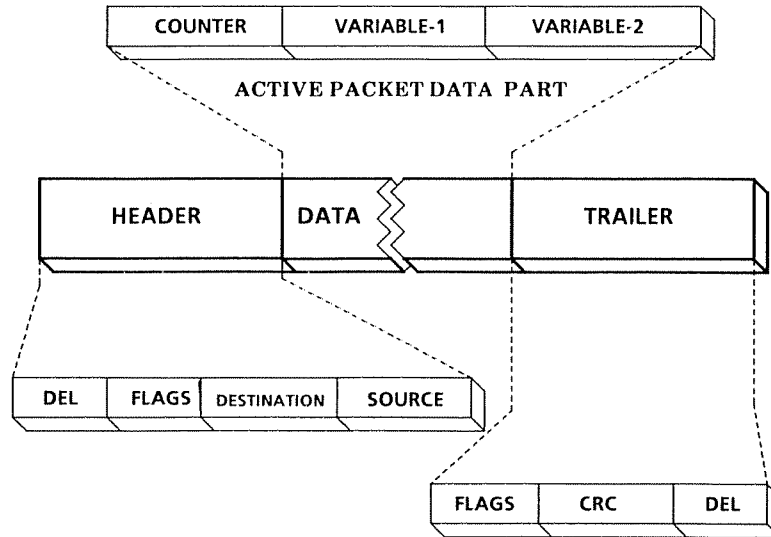 COUNTER VARIABLE-1 VARIABLE-2
ACTIVE PACKET DATA PART
HEADER DATA TRAILER
DEL FLAGS DESTINATION SOURCE
FLAGS CRC DEL